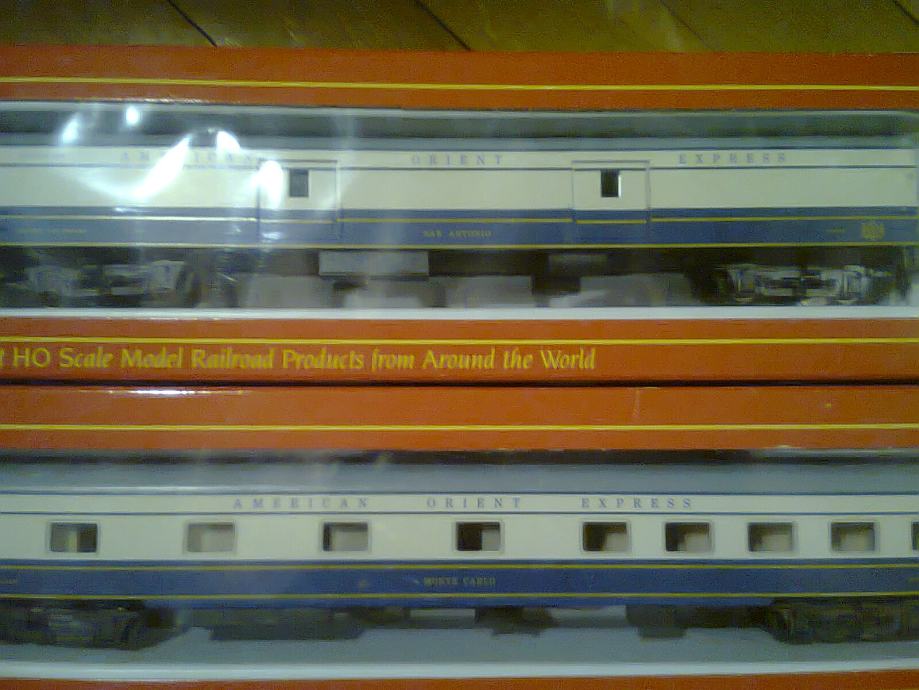 AMERICAN ORIENT EXPRESS
SAN ANTONIO
HO Scale Model Railroad Products from Around the World
AMERICAN ORIENT EXPRESS
MONTE CARLO